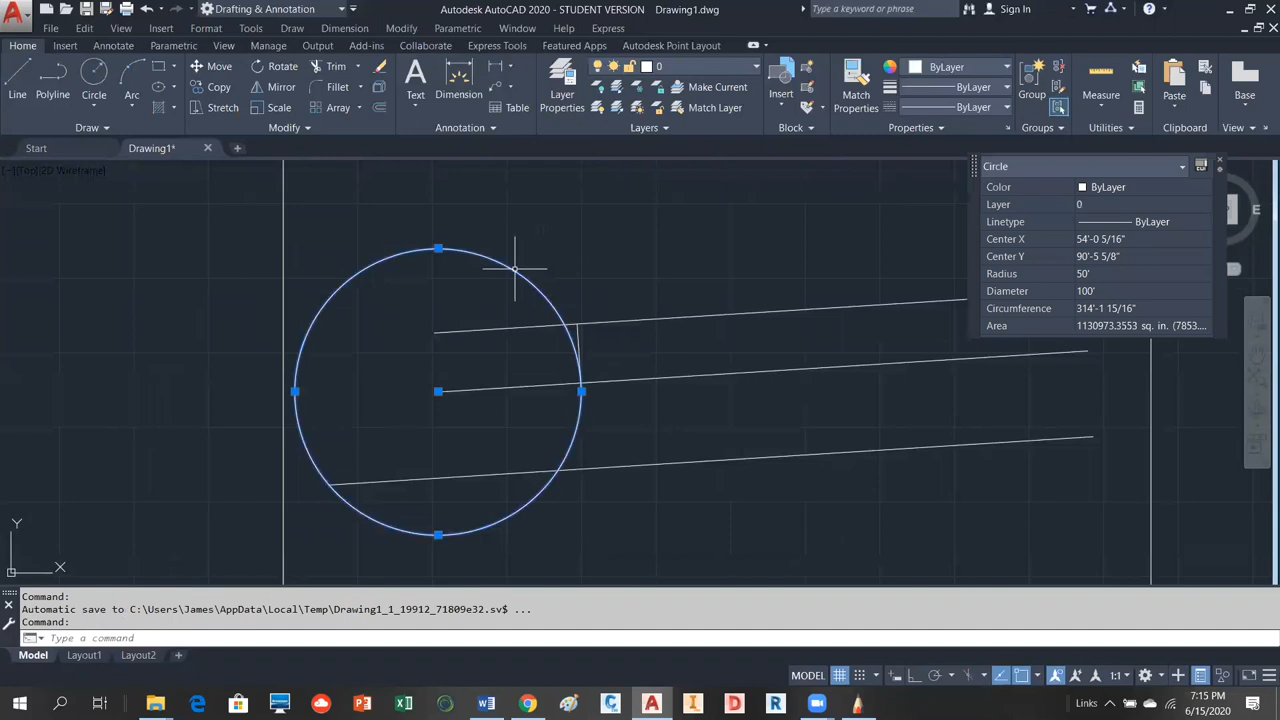 Drafting & Annotation
Autodesk AutoCAD 2020 - STUDENT VERSION Drawing1.dwg
Type a keyword or phrase
Sign In
File Edit View Insert Format Tools Draw Dimension Modify Parametric Window Help Express
Home Insert Annotate Parametric View Manage Output Add-ins Collaborate Express Tools Featured Apps Autodesk Point Layout
Line Polyline Circle Arc
Move Rotate Trim
Copy Mirror Fillet
Stretch Scale Array
Text Dimension Table
Layer Properties
0
Make Current
Match Layer
Insert
Match Properties
ByLayer
ByLayer
ByLayer
Group Measure Paste Base
Draw Modify Annotation Layers Block Properties Groups Utilities Clipboard View
Start Drawing1*
[-][Top][2D Wireframe]
Circle
Color ByLayer
Layer 0
Linetype ByLayer
Center X 54'-0 5/16"
Center Y 90'-5 5/8"
Radius 50'
Diameter 100'
Circumference 314'-1 15/16"
Area 1130973.3553 sq. in. (7853....
E
Y
X
Command:
Automatic save to C:\Users\James\AppData\Local\Temp\Drawing1_1_19912_71809e32.sv$ ...
Command:
Type a command
Model Layout1 Layout2
MODEL 1:1
Links
7:15 PM
6/15/2020